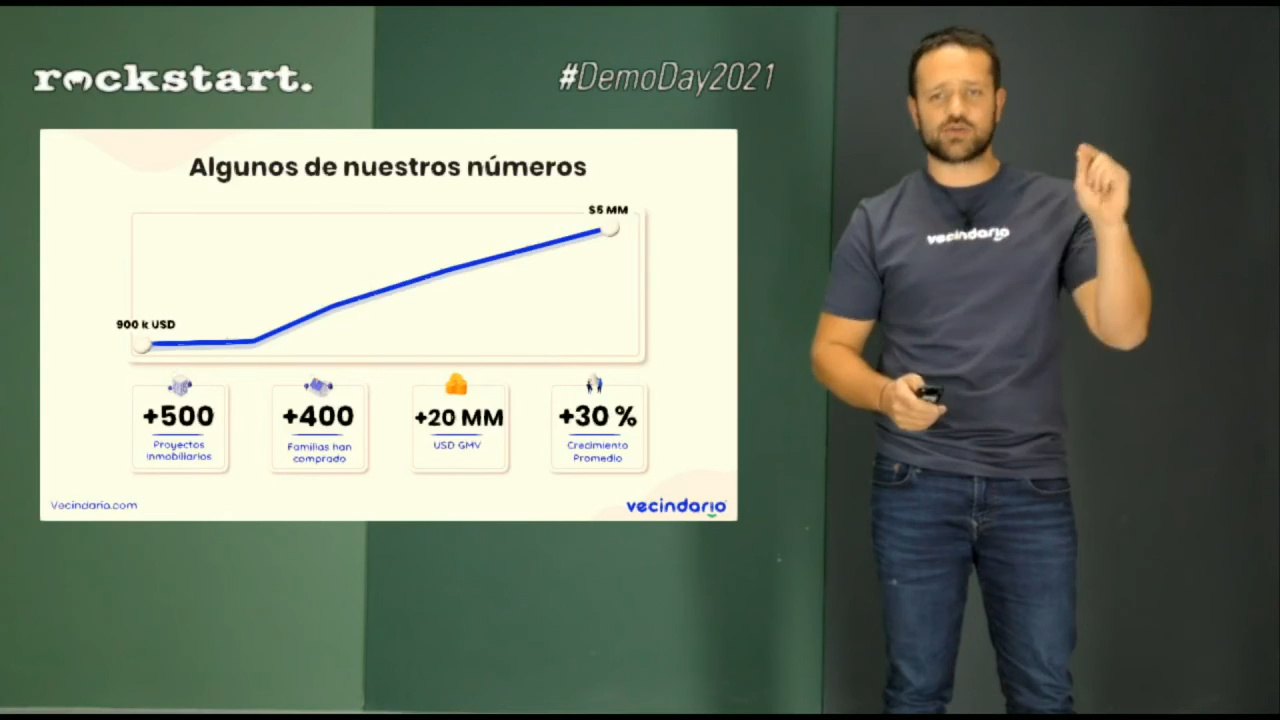 rockstart.
#DemoDay2021
Algunos de nuestros números
$5 MM
900 k USD
+500
Proyectos
Inmobiliarios
+400
Familias han
comprado
+20 MM
USD GMV
+30 %
Crecimiento
Promedio
Vecindario.com
vecindario
vecindario